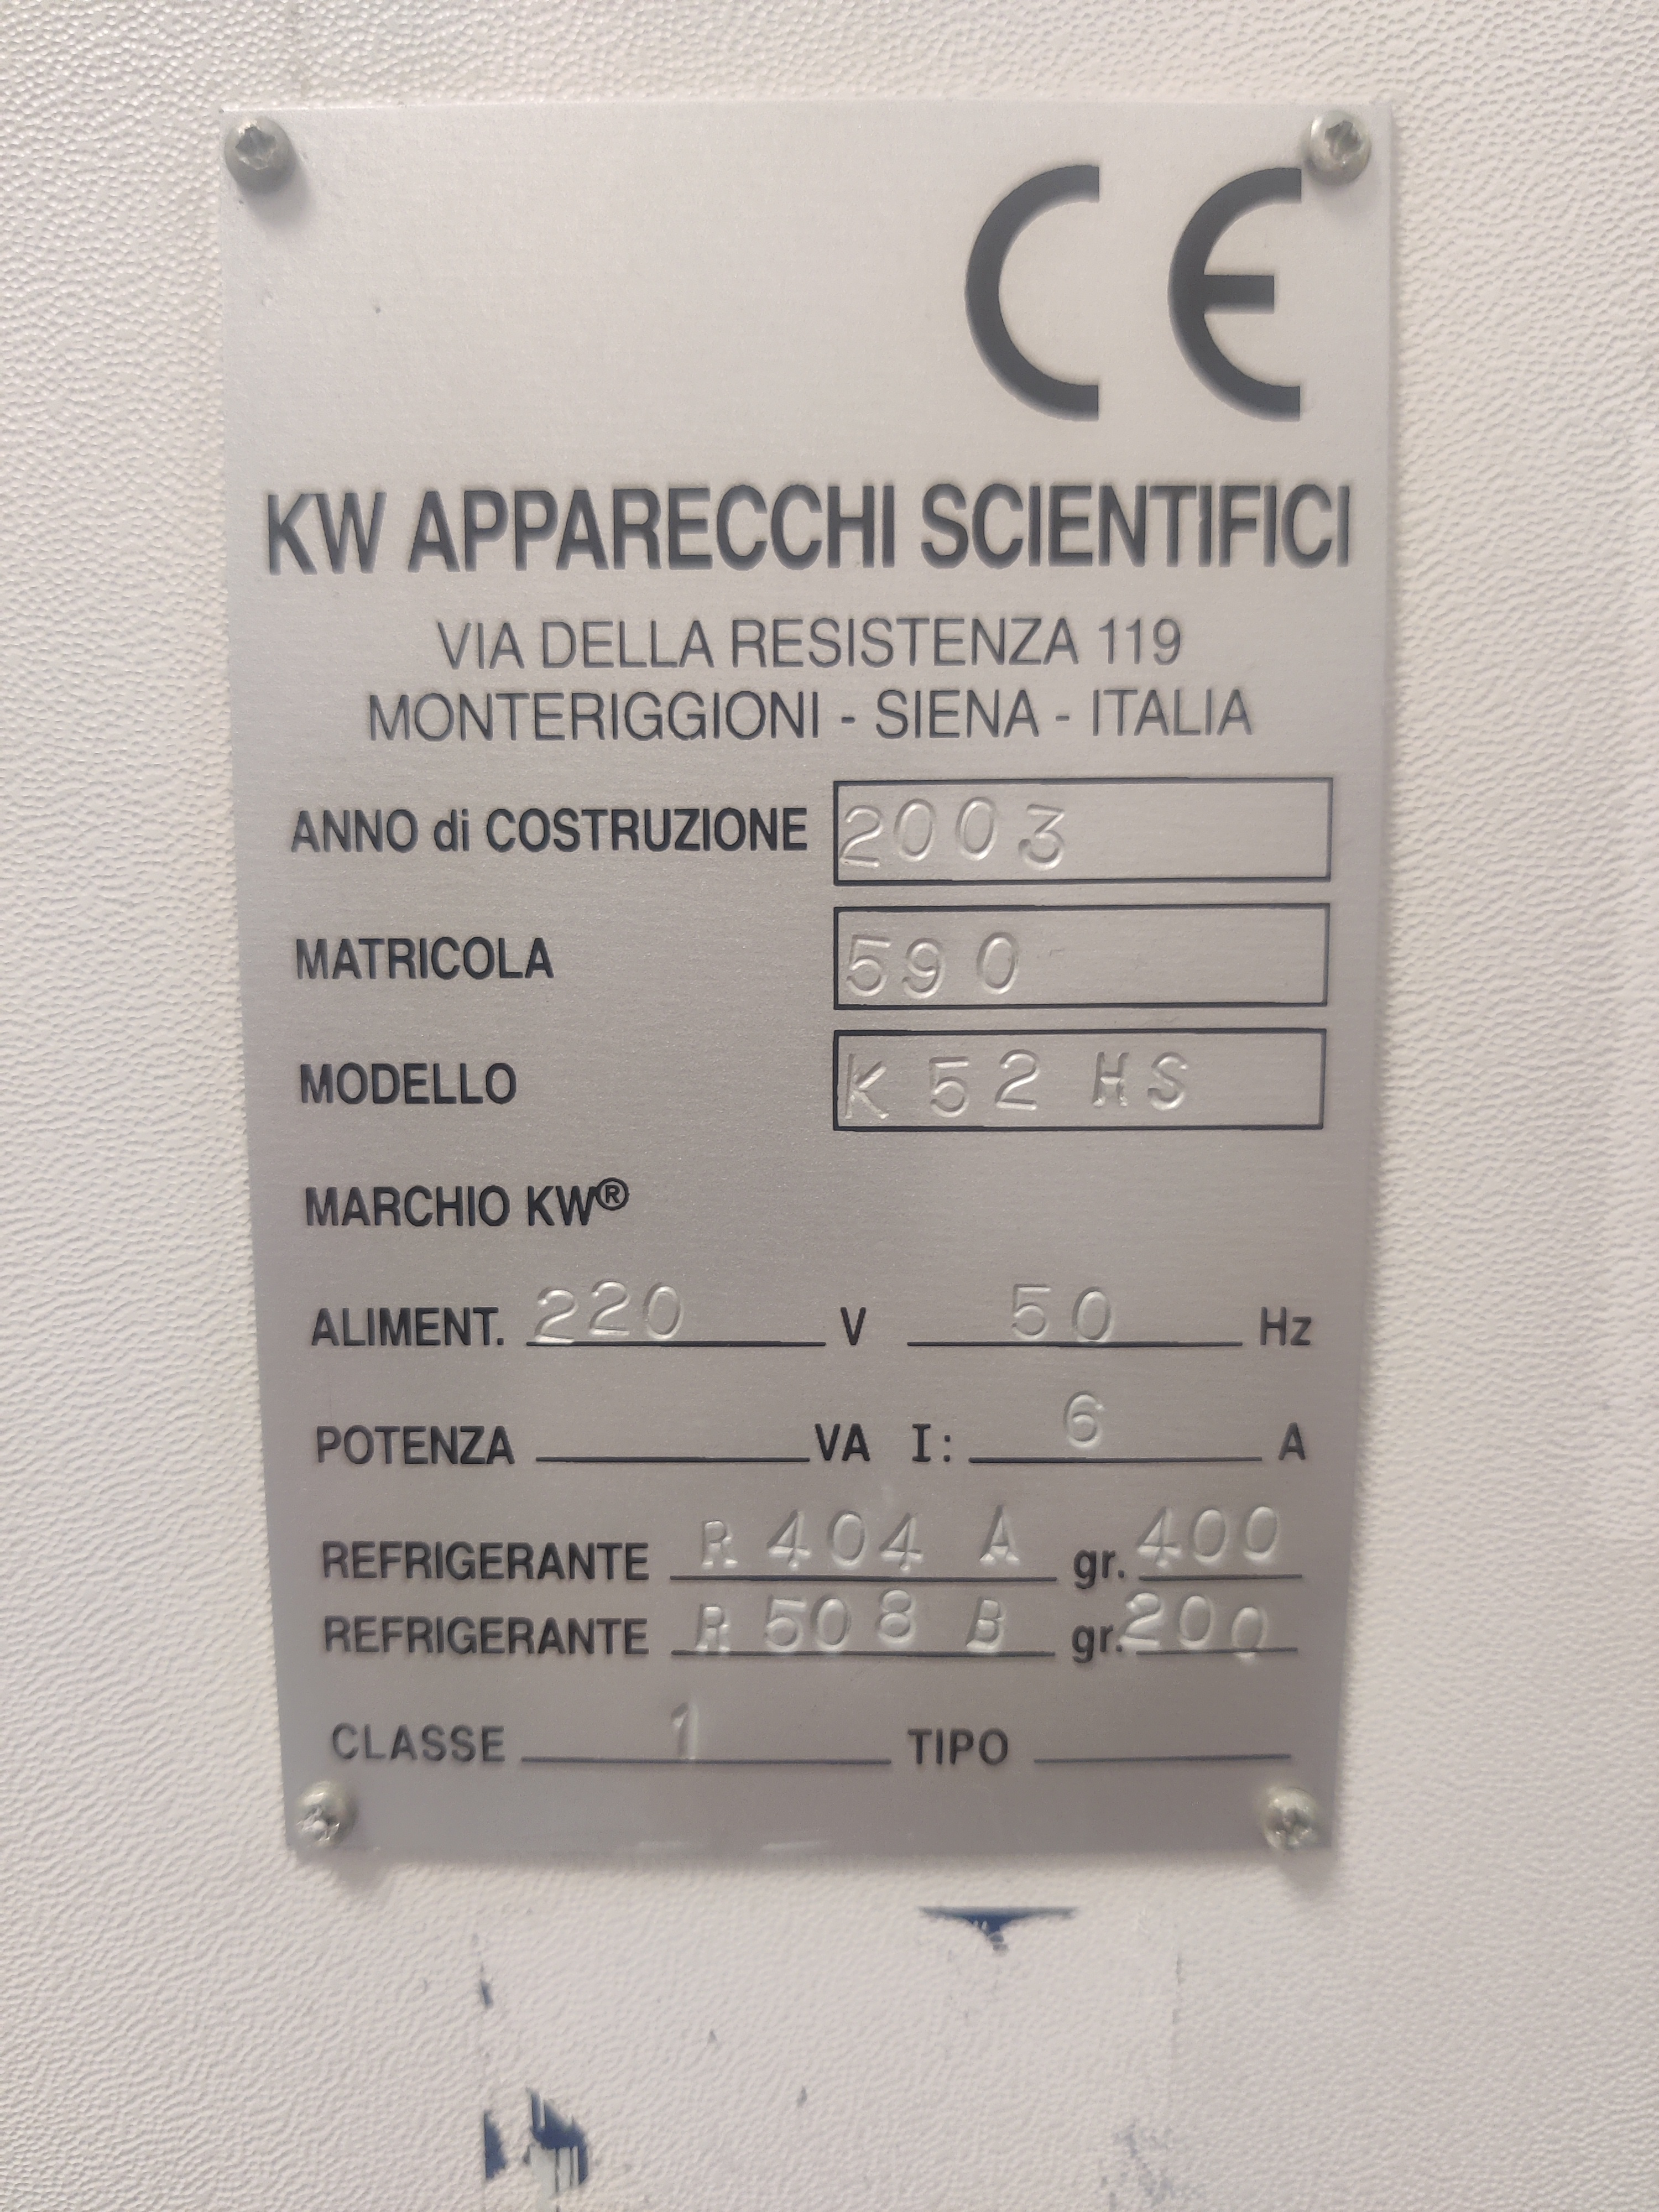 CE
KW APPARECCHI SCIENTIFICI
VIA DELLA RESISTENZA 119
MONTERIGGIONI - SIENA - ITALIA
ANNO di COSTRUZIONE 2003
MATRICOLA 590
MODELLO K 52 HS
MARCHIO KW®
ALIMENT. 220 V 50 Hz
POTENZA VA I: 6 A
REFRIGERANTE R 404 A gr. 400
REFRIGERANTE R 508 B gr. 200
CLASSE 1 TIPO